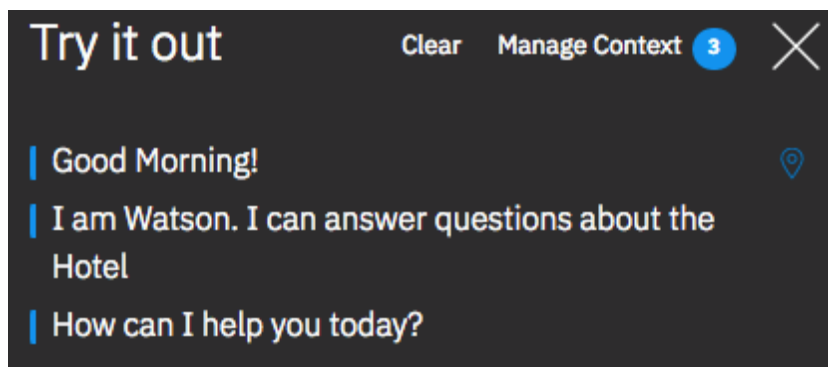 Try it out
Clear
Manage Context 3
Good Morning!
I am Watson. I can answer questions about the
Hotel
How can I help you today?